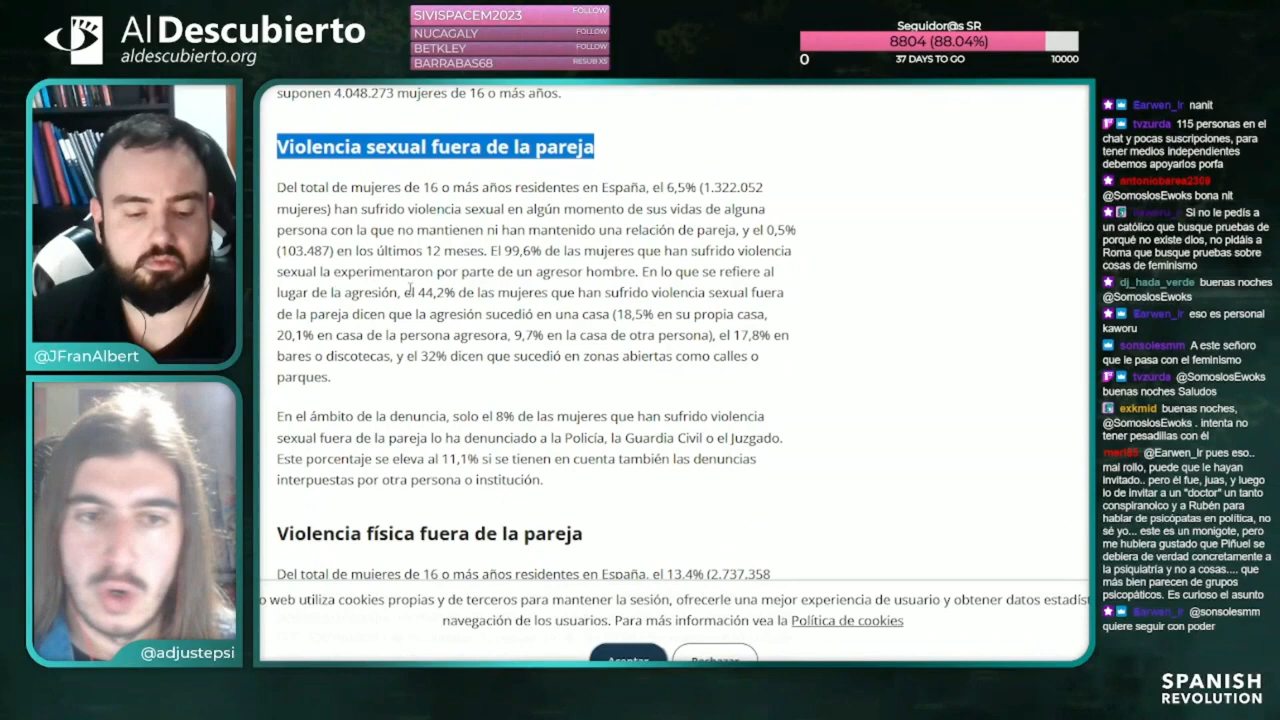 Al Descubierto
aldescubierto.org
SIVISPACEM2023 FOLLOW
NUCAGALY FOLLOW
BETKLEY FOLLOW
BARRABAS68 RESUB X5
Seguidor@s SR
8804 (88.04%)
0 37 DAYS TO GO 10000
suponen 4.048.273 mujeres de 16 o más años.
Violencia sexual fuera de la pareja
Del total de mujeres de 16 o más años residentes en España, el 6,5% (1.322.052
mujeres) han sufrido violencia sexual en algún momento de sus vidas de alguna
persona con la que no mantienen ni han mantenido una relación de pareja, y el 0,5%
(103.487) en los últimos 12 meses. El 99,6% de las mujeres que han sufrido violencia
sexual la experimentaron por parte de un agresor hombre. En lo que se refiere al
lugar de la agresión, el 44,2% de las mujeres que han sufrido violencia sexual fuera
de la pareja dicen que la agresión sucedió en una casa (18,5% en su propia casa,
20,1% en casa de la persona agresora, 9,7% en la casa de otra persona), el 17,8% en
bares o discotecas, y el 32% dicen que sucedió en zonas abiertas como calles o
parques.
En el ámbito de la denuncia, solo el 8% de las mujeres que han sufrido violencia
sexual fuera de la pareja lo ha denunciado a la Policía, la Guardia Civil o el Juzgado.
Este porcentaje se eleva al 11,1% si se tienen en cuenta también las denuncias
interpuestas por otra persona o institución.
Violencia física fuera de la pareja
Del total de mujeres de 16 o más años residentes en España, el 13,4% (2.737.358
o web utiliza cookies propias y de terceros para mantener la sesión, ofrecerle una mejor experiencia de usuario y obtener datos estadíst
navegación de los usuarios. Para más información vea la Política de cookies
Aceptar Rechazar
@JFranAlbert
@adjustepsi
Earwen_Ir nanit
tvzurda 115 personas en el
chat y pocas suscripciones, para
tener medios independientes
debemos apoyarlos porfa
antoniobarea2309
@SomoslosEwoks bona nit
Si no le pedís a
un católico que busque pruebas de
porqué no existe dios, no pidáis a
Roma que busque pruebas sobre
cosas de feminismo
dj_hada_verde buenas noches
@SomoslosEwoks
Earwen_Ir eso es personal
kaworu
sonsolesmm A este señor
que le pasa con el feminismo
tvzurda @SomoslosEwoks
buenas noches Saludos
exkmid buenas noches,
@SomoslosEwoks . intenta no
tener pesadillas con él
@Earwen_Ir pues eso..
mal rollo, puede que le hayan
invitado.. pero él fue, juas, y luego
lo de invitar a un "doctor" un tanto
conspiranoico y a Rubén para
hablar de psicópatas en política, no
sé yo... este es un monigote, pero
me hubiera gustado que Piñuel se
debiera de verdad concretamente a
la psiquiatría y no a cosas.... que
más bien parecen de grupos
psicopáticos. Es curioso el asunto
Earwen_Ir @sonsolesmm
quiere seguir con poder
SPANISH
REVOLUTION